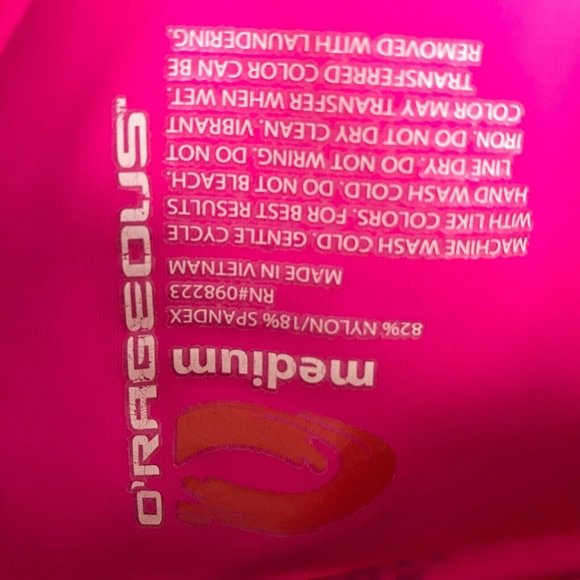 O'RAGEOUS™
medium
82% NYLON/18% SPANDEX
RN#098223
MADE IN VIETNAM
MACHINE WASH COLD, GENTLE CYCLE
WITH LIKE COLORS. FOR BEST RESULTS
HAND WASH COLD. DO NOT BLEACH.
LINE DRY. DO NOT WRING. DO NOT
IRON. DO NOT DRY CLEAN. VIBRANT
COLOR MAY TRANSFER WHEN WET.
TRANSFERRED COLOR CAN BE
REMOVED WITH LAUNDERING.